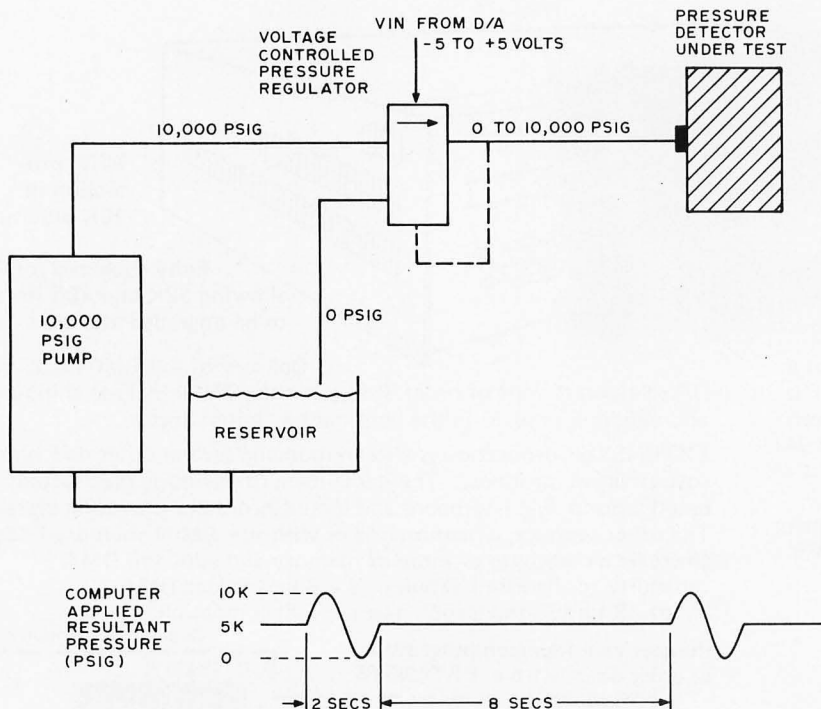 VIN FROM D/A
-5 TO +5 VOLTS
VOLTAGE
CONTROLLED
PRESSURE
REGULATOR
PRESSURE
DETECTOR
UNDER TEST
10,000 PSIG
0 TO 10,000 PSIG
10,000
PSIG
PUMP
0 PSIG
RESERVOIR
COMPUTER
APPLIED
RESULTANT
PRESSURE
(PSIG)
10K
5K
0
2 SECS
8 SECS